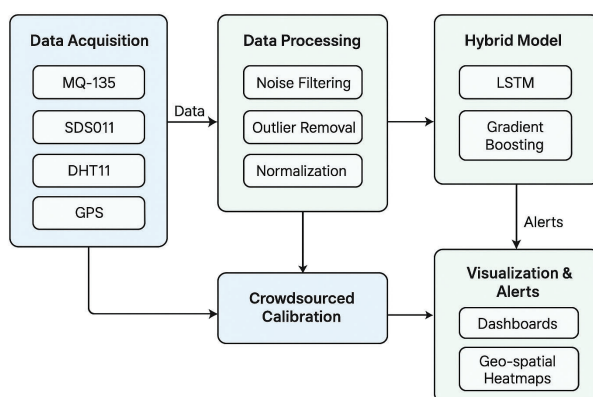 Data Acquisition
MQ-135
SDS011
DHT11
GPS
Data
Data Processing
Noise Filtering
Outlier Removal
Normalization
Hybrid Model
LSTM
Gradient
Boosting
Alerts
Crowdsourced
Calibration
Visualization &
Alerts
Dashboards
Geo-spatial
Heatmaps